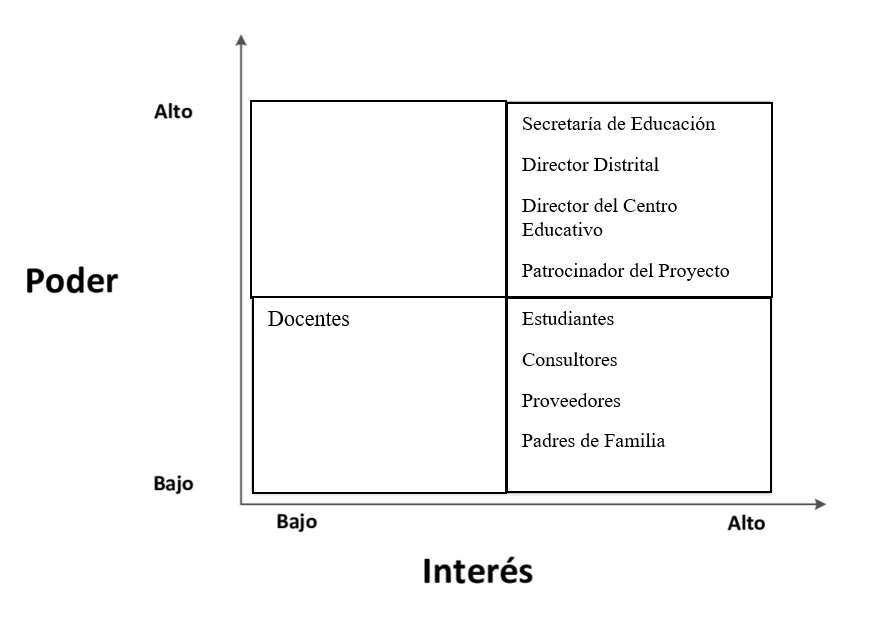 Alto
Secretaría de Educación
Director Distrital
Director del Centro
Educativo
Patrocinador del Proyecto
Poder
Docentes
Estudiantes
Consultores
Proveedores
Padres de Familia
Bajo
Bajo
Alto
Interés